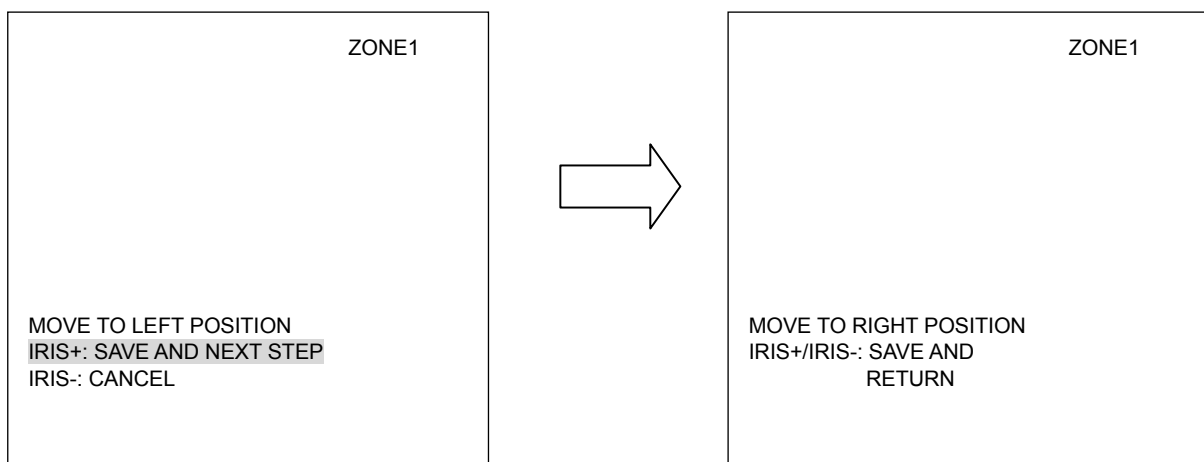 ZONE1
MOVE TO LEFT POSITION
IRIS+: SAVE AND NEXT STEP
IRIS-: CANCEL
ZONE1
MOVE TO RIGHT POSITION
IRIS+/IRIS-: SAVE AND
RETURN